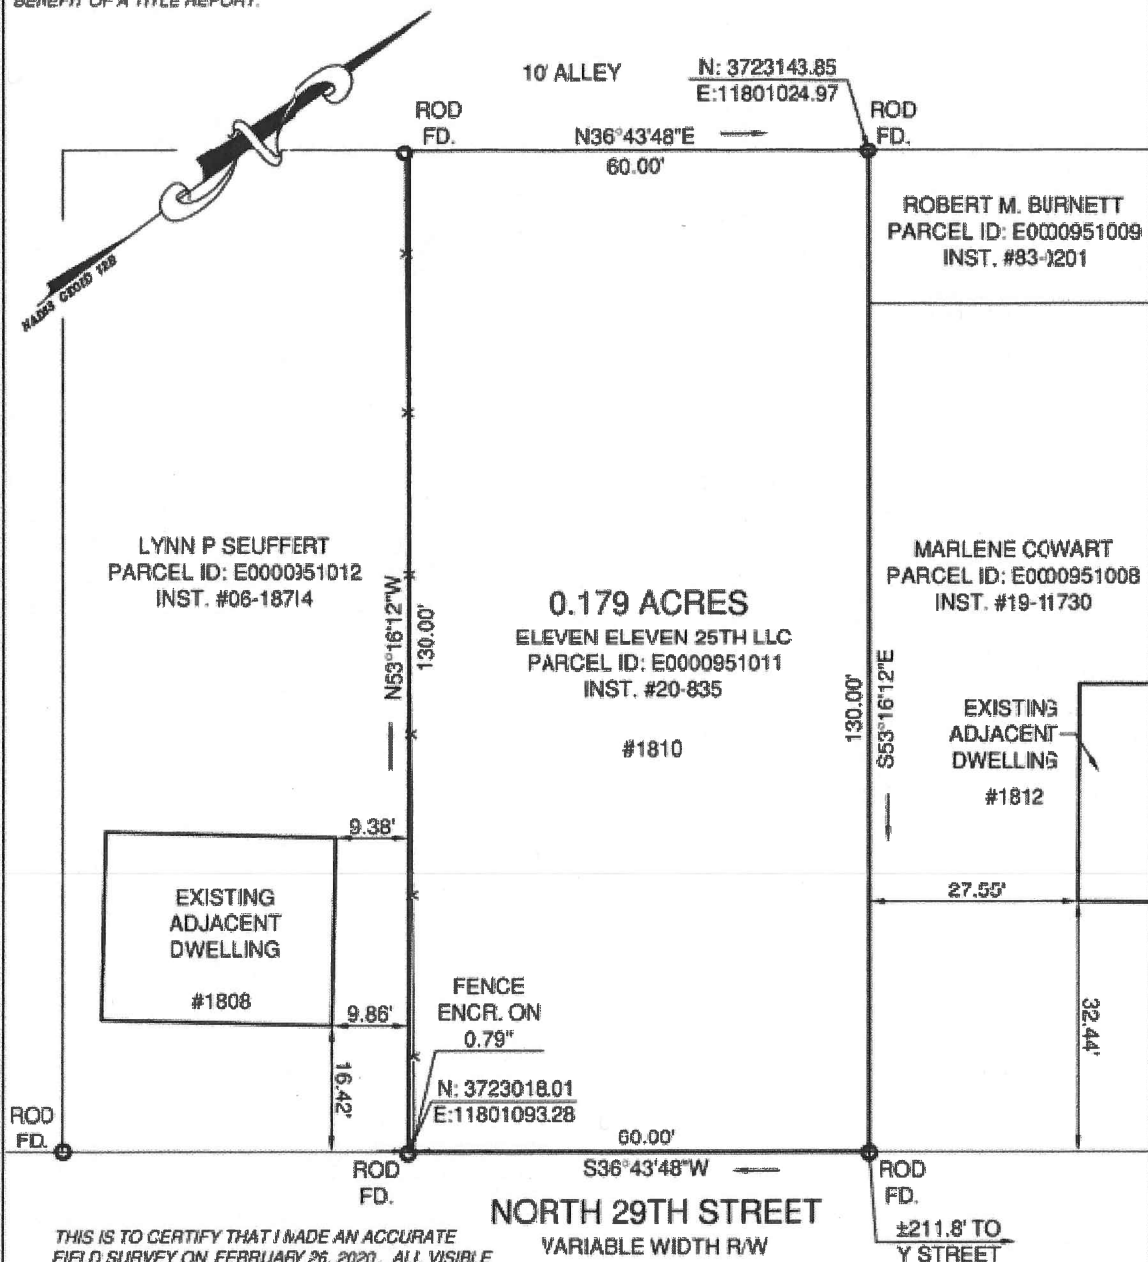 BENEFIT OF A TITLE REPORT.
10' ALLEY
N: 3723143.85
E:11801024.97
ROD
FD.
ROD
FD.
N36°43'48"E
60.00'
NAD83 GEOID 12B
ROBERT M. BURNETT
PARCEL ID: E0000951009
INST. #83-0201
LYNN P SEUFFERT
PARCEL ID: E0000951012
INST. #06-18714
N53°16'12"W
130.00'
0.179 ACRES
ELEVEN ELEVEN 25TH LLC
PARCEL ID: E0000951011
INST. #20-835
#1810
130.00'
S53°16'12"E
MARLENE COWART
PARCEL ID: E0000951008
INST. #19-11730
EXISTING
ADJACENT
DWELLING
#1812
9.38'
EXISTING
ADJACENT
DWELLING
#1808
9.86'
16.42'
27.55'
32.44'
FENCE
ENCR. ON
0.79"
N: 3723018.01
E:11801093.28
ROD
FD.
ROD
FD.
60.00'
S36°43'48"W
ROD
FD.
NORTH 29TH STREET
VARIABLE WIDTH R/W
±211.8' TO
Y STREET
THIS IS TO CERTIFY THAT I MADE AN ACCURATE
FIELD SURVEY ON FEBRUARY 26, 2020. ALL VISIBLE